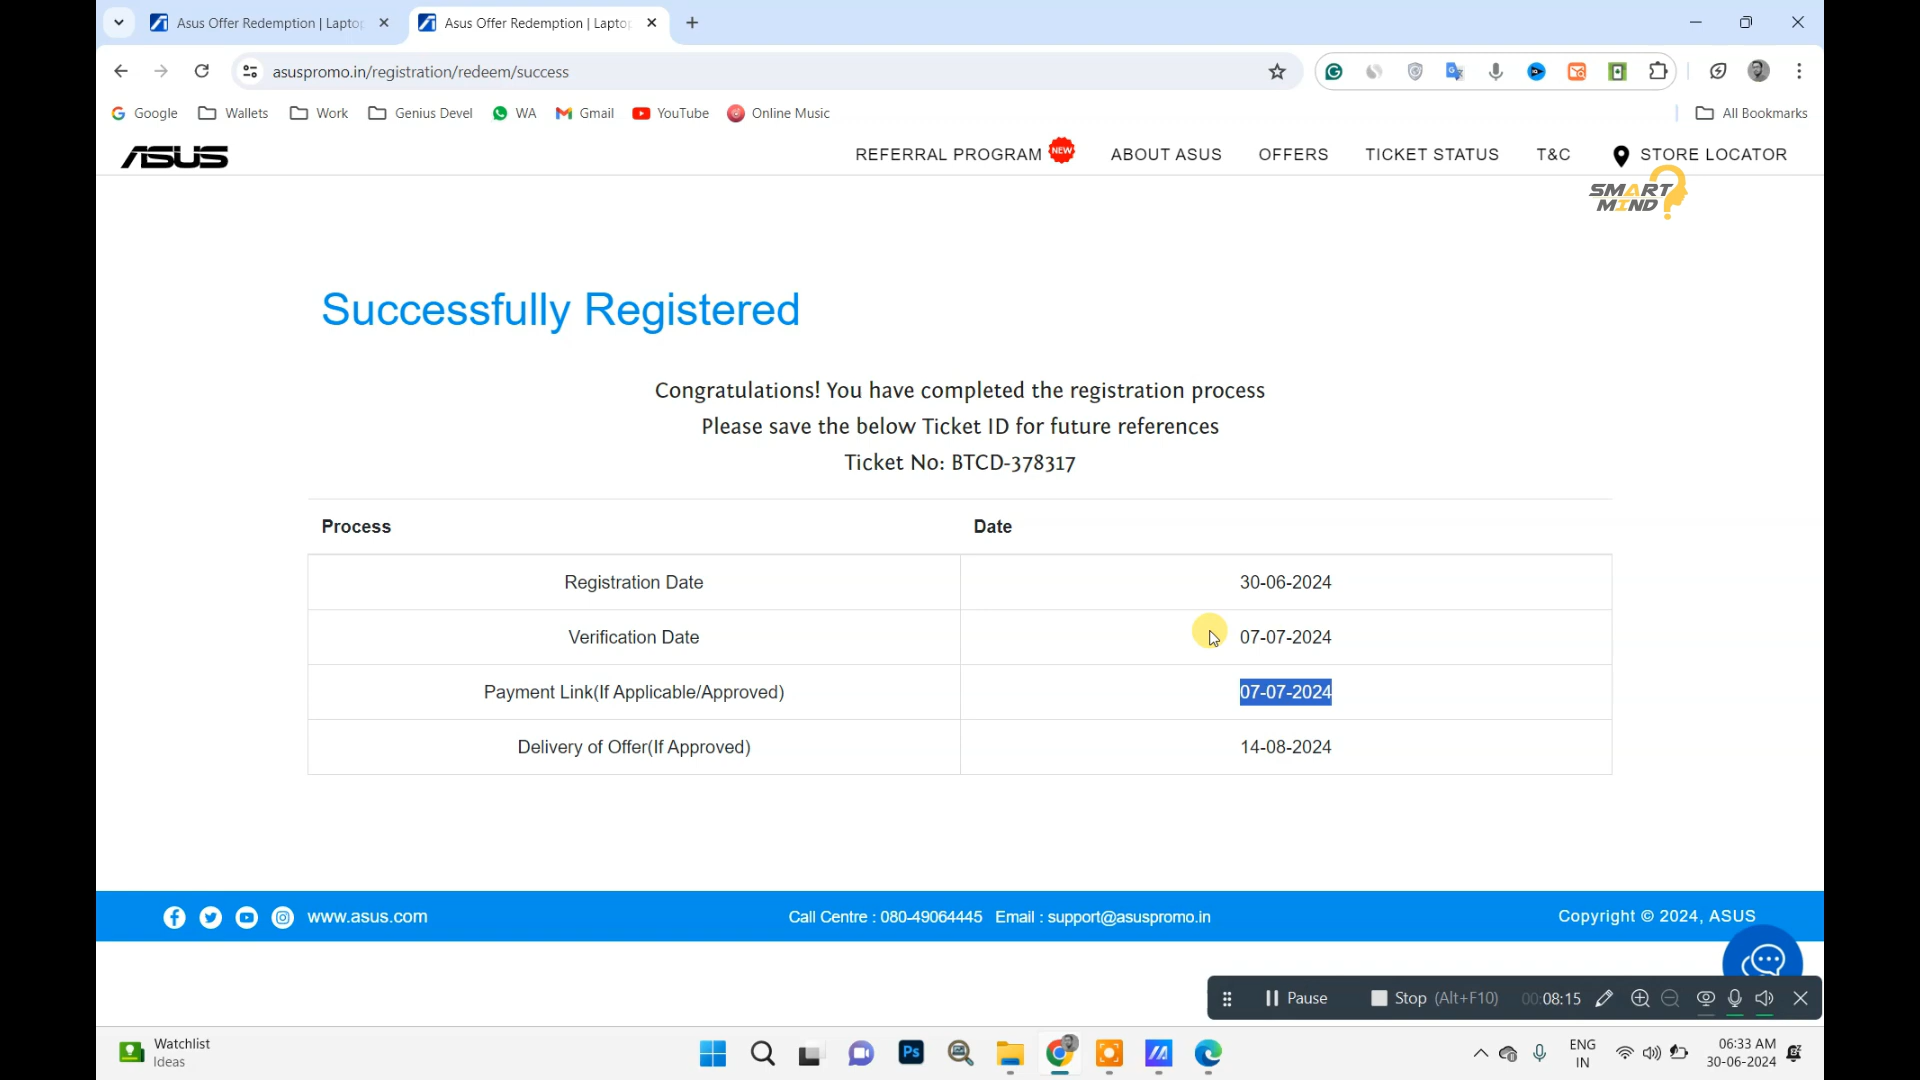 Asus Offer Redemption | Lapto
Asus Offer Redemption | Lapto
asuspromo.in/registration/redeem/success
Google
Wallets
Work
Genius Devel
WA
Gmail
YouTube
Online Music
All Bookmarks
ASUS
REFERRAL PROGRAM
NEW
ABOUT ASUS
OFFERS
TICKET STATUS
T&C
STORE LOCATOR
SMART
MIND
Successfully Registered
Congratulations! You have completed the registration process
Please save the below Ticket ID for future references
Ticket No: BTCD-378317
Process Date
Registration Date 30-06-2024
Verification Date 07-07-2024
Payment Link(If Applicable/Approved) 07-07-2024
Delivery of Offer(If Approved) 14-08-2024
www.asus.com
Call Centre : 080-49064445 Email : support@asuspromo.in
Copyright © 2024, ASUS
Pause
Stop (Alt+F10)
00:08:15
Watchlist
Ideas
Ps
ENG
IN
06:33 AM
30-06-2024